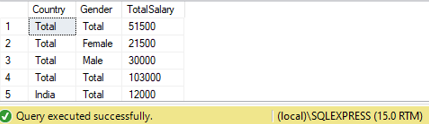 Country Gender TotalSalary
1 Total Total 51500
2 Total Female 21500
3 Total Male 30000
4 Total Total 103000
5 India Total 12000
Query executed successfully. (local)\SQLEXPRESS (15.0 RTM)